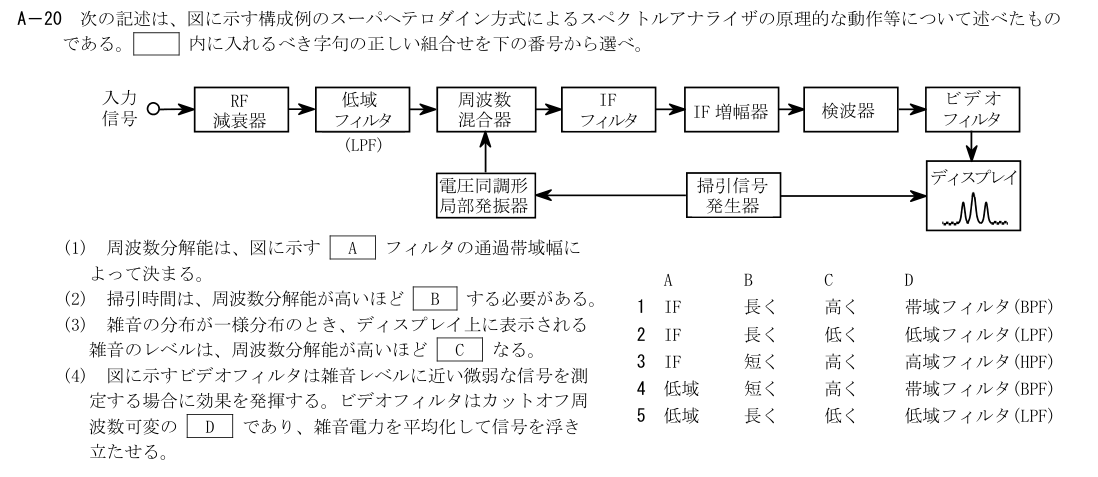 A－20 次の記述は、図に示す構成例のスーパヘテロダイン方式によるスペクトルアナライザの原理的な動作等について述べたもの
である。 内に入れるべき字句の正しい組合せを下の番号から選べ。
入力
信号
RF
減衰器
低域
フィルタ
(LPF)
周波数
混合器
IF
フィルタ
IF 増幅器
検波器
ビデオ
フィルタ
電圧同調形
局部発振器
掃引信号
発生器
ディスプレイ
(1) 周波数分解能は、図に示す A フィルタの通過帯域幅に
よって決まる。
(2) 掃引時間は、周波数分解能が高いほど B する必要がある。
(3) 雑音の分布が一様分布のとき、ディスプレイ上に表示される
雑音のレベルは、周波数分解能が高いほど C なる。
(4) 図に示すビデオフィルタは雑音レベルに近い微弱な信号を測
定する場合に効果を発揮する。ビデオフィルタはカットオフ周
波数可変の D であり、雑音電力を平均化して信号を浮き
立たせる。
A B C D
1 IF 長く 高く 帯域フィルタ(BPF)
2 IF 長く 低く 低域フィルタ(LPF)
3 IF 短く 高く 高域フィルタ(HPF)
4 低域 短く 高く 帯域フィルタ(BPF)
5 低域 長く 低く 低域フィルタ(LPF)